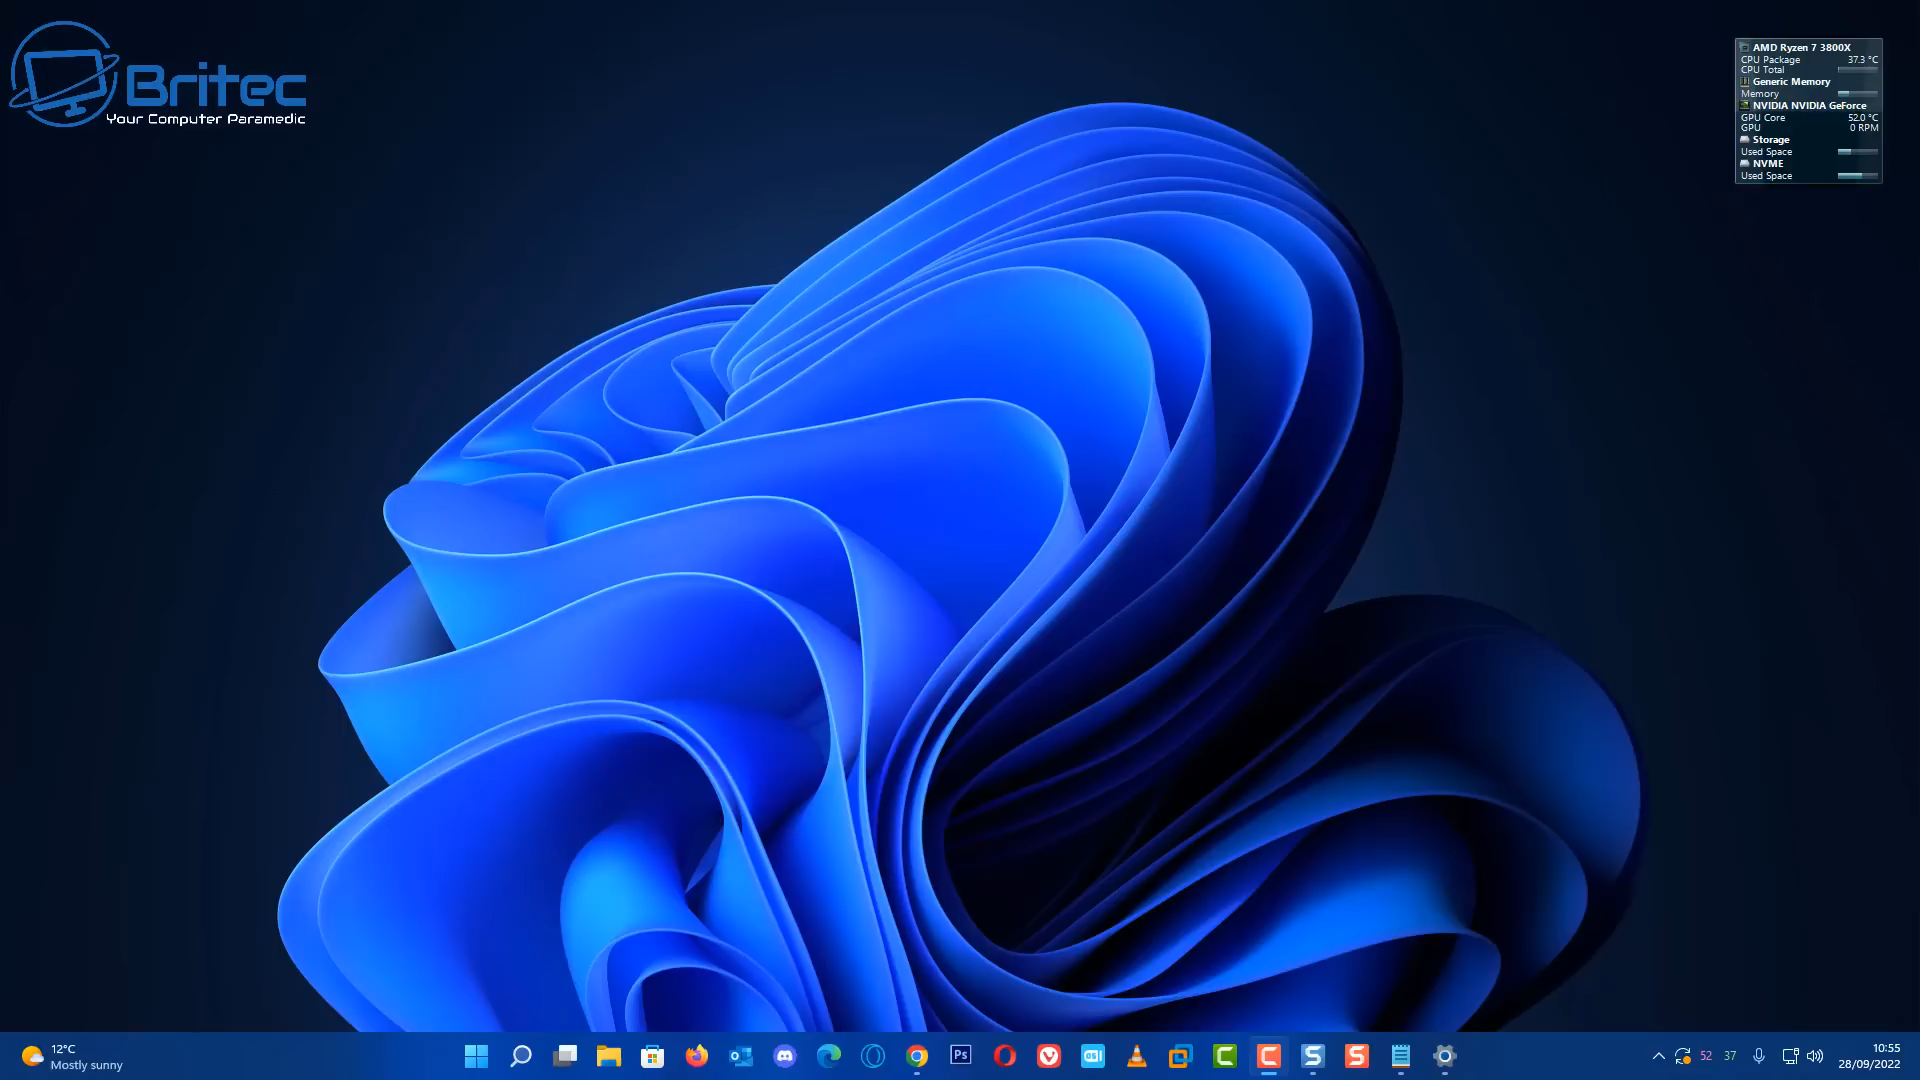 Britec
Your Computer Paramedic
AMD Ryzen 7 3800X
CPU Package 37.3 °C
CPU Total
Generic Memory
Memory
NVIDIA NVIDIA GeForce
GPU Core 52.0 °C
GPU 0 RPM
Storage
Used Space
NVME
Used Space
12°C
Mostly sunny
Ps
52 37
10:55
28/09/2022